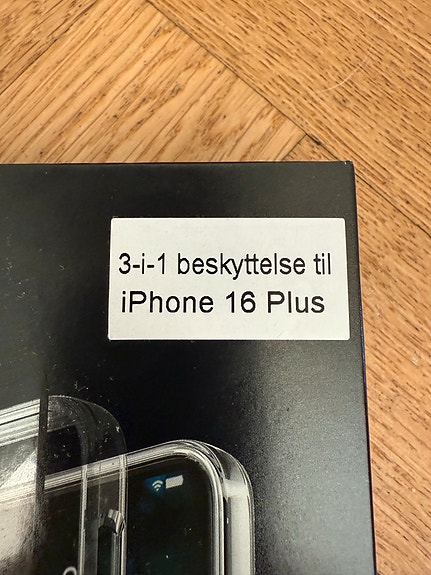 3-i-1 beskyttelse til
iPhone 16 Plus